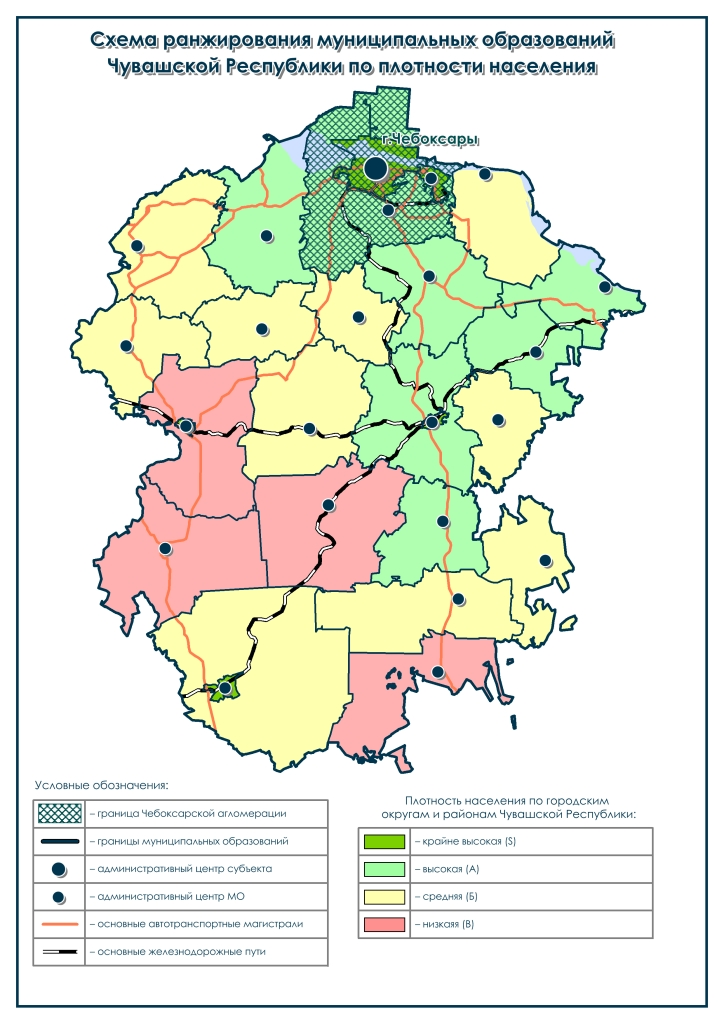 Схема ранжирования муниципальных образований
Чувашской Республики по плотности населения
г.Чебоксары
Условные обозначения:
– граница Чебоксарской агломерации
– границы муниципальных образований
– административный центр субъекта
– административный центр МО
– основные автотранспортные магистрали
– основные железнодорожные пути
Плотность населения по городским
округам и районам Чувашской Республики:
– крайне высокая (S)
– высокая (А)
– средняя (Б)
– низкаяя (В)